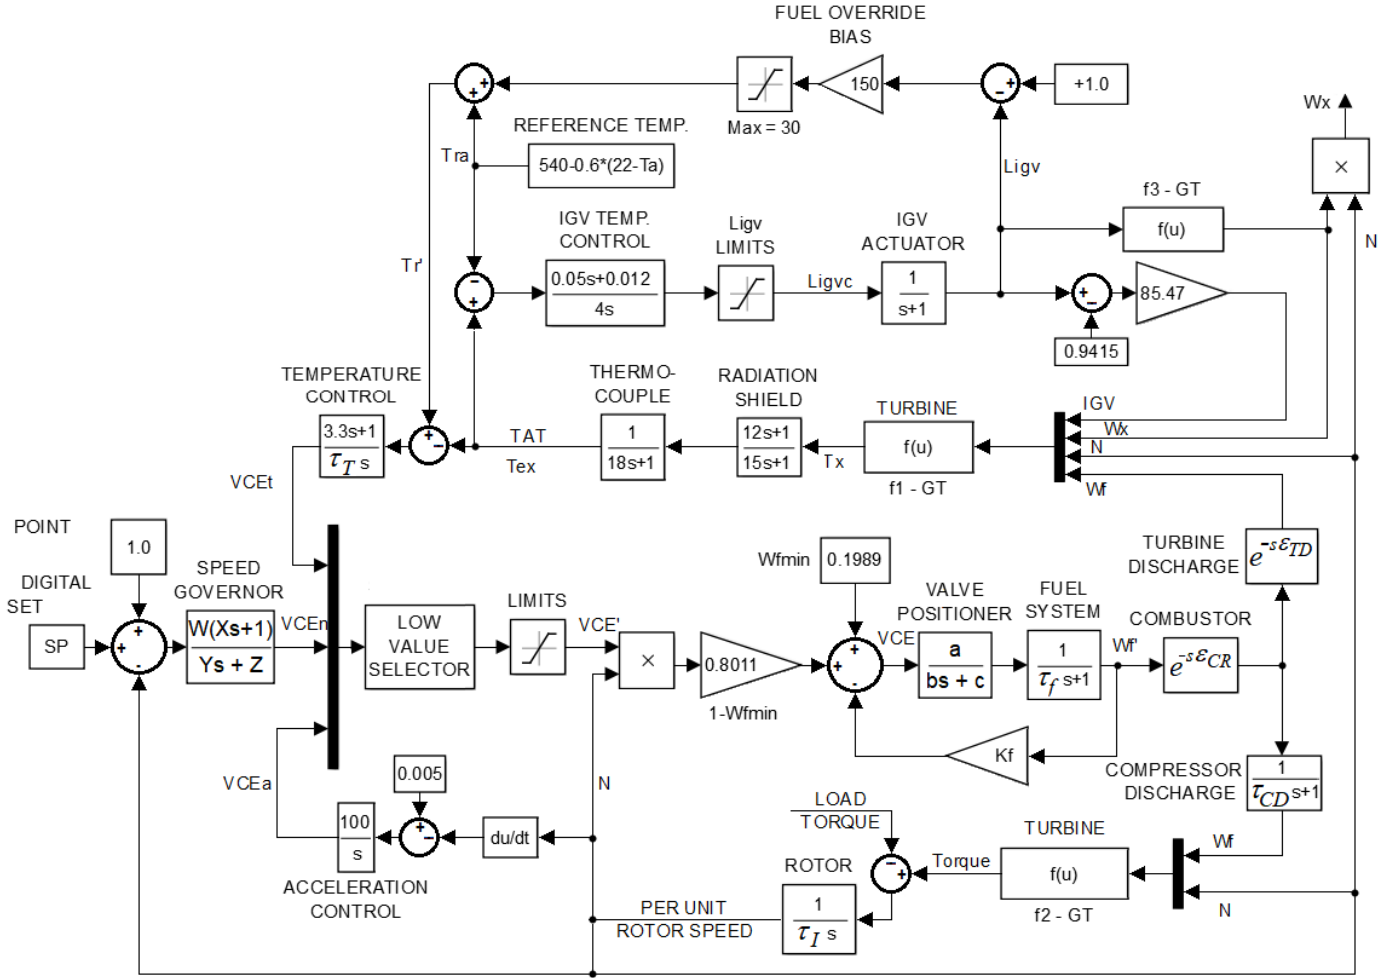 FUEL OVERRIDE
BIAS
+
+
150
−
+
+1.0
Wx
Max = 30
REFERENCE TEMP.
Tra
540-0.6*(22-Ta)
Ligv
×
f3 - GT
f(u)
N
IGV TEMP.
CONTROL
Ligv
LIMITS
IGV
ACTUATOR
Tr'
−
+
0.05s+0.012
4s
Ligvc
1
s+1
+
−
85.47
0.9415
TEMPERATURE
CONTROL
THERMO-
COUPLE
RADIATION
SHIELD
TURBINE
IGV
Wx
N
Wf
3.3s+1
τT s
+
−
TAT
Tex
1
18s+1
12s+1
15s+1
Tx
f(u)
f1 - GT
VCEt
POINT
1.0
DIGITAL
SET
SPEED
GOVERNOR
Wfmin
0.1989
TURBINE
DISCHARGE
e^-sεTD
SP
+
+
-
W(Xs+1)
Ys + Z
VCEn
LOW
VALUE
SELECTOR
LIMITS
VCE'
×
0.8011
1-Wfmin
+
+
-
VCE
VALVE
POSITIONER
a
bs + c
FUEL
SYSTEM
1
τf s+1
Wf'
COMBUSTOR
e^-sεCR
Kf
VCEa
0.005
N
COMPRESSOR
DISCHARGE
1
τCD s+1
100
s
+
−
du/dt
ACCELERATION
CONTROL
LOAD
TORQUE
−
+
Torque
TURBINE
f(u)
f2 - GT
Wf
N
ROTOR
1
τI s
PER UNIT
ROTOR SPEED